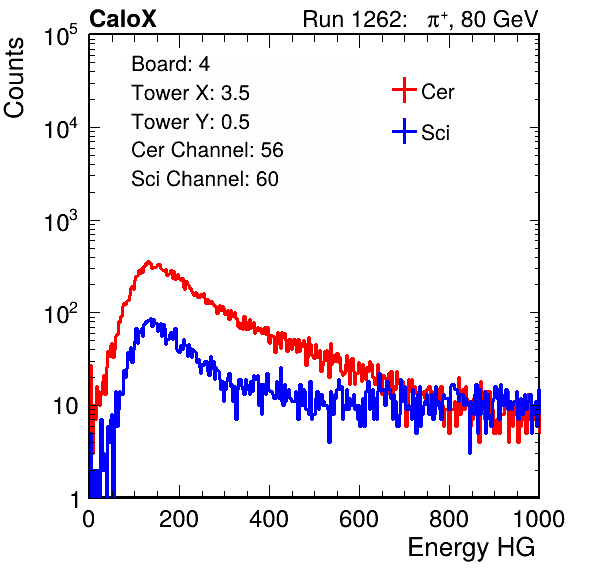 CaloX Run 1262: π⁺, 80 GeV
Counts
10⁵
10⁴
10³
10²
10
1
Board: 4
Tower X: 3.5
Tower Y: 0.5
Cer Channel: 56
Sci Channel: 60
Cer
Sci
0 200 400 600 800 1000
Energy HG